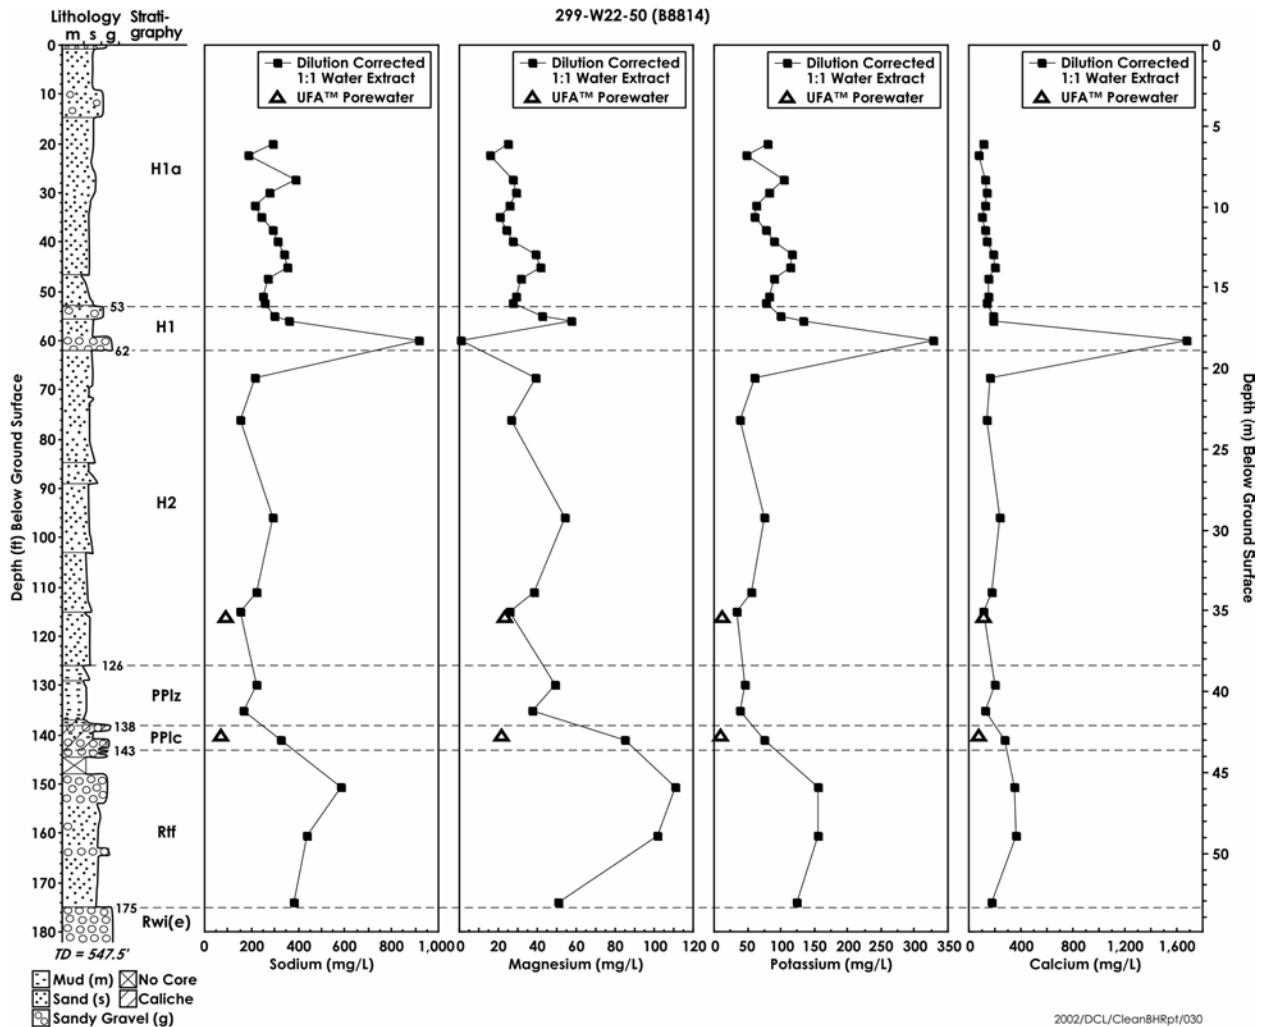 299-W22-50 (B8814)
Lithology Strati-
m s g graphy
Depth (ft) Below Ground Surface
0
10
20
30
40
50
60
70
80
90
100
110
120
130
140
150
160
170
180
53
62
126
138
143
175
H1a
H1
H2
PPlz
PPlc
Rtf
Rwi(e)
TD = 547.5'
Dilution Corrected
1:1 Water Extract
UFA™ Porewater
0 200 400 600 800 1,000
Sodium (mg/L)
Dilution Corrected
1:1 Water Extract
UFA™ Porewater
0 20 40 60 80 100 120
Magnesium (mg/L)
Dilution Corrected
1:1 Water Extract
UFA™ Porewater
0 50 100 150 200 250 300 350
Potassium (mg/L)
Dilution Corrected
1:1 Water Extract
UFA™ Porewater
0 400 800 1,200 1,600
Calcium (mg/L)
0
5
10
15
20
25
30
35
40
45
50
Depth (m) Below Ground Surface
Mud (m) No Core
Sand (s) Caliche
Sandy Gravel (g)
2002/DCL/CleanBHRpt/030